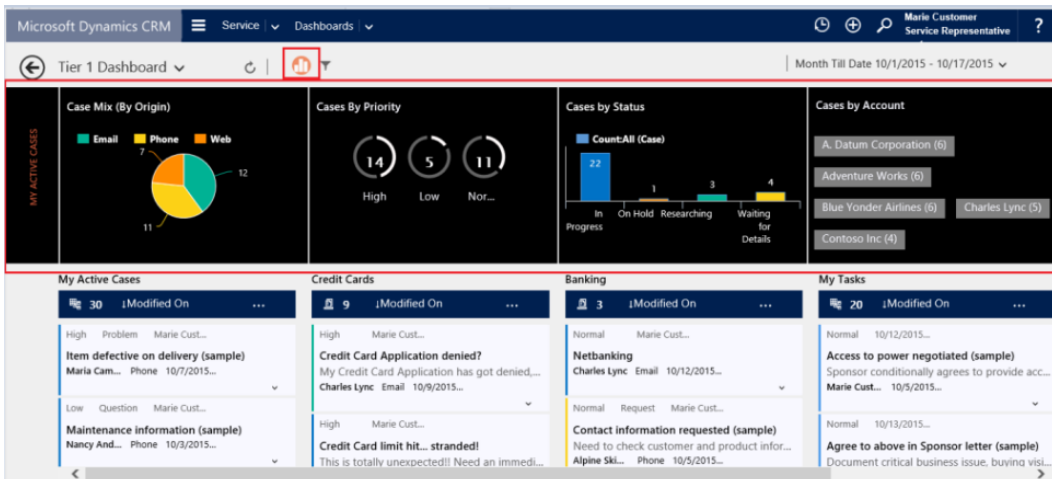 Microsoft Dynamics CRM Service Dashboards
Marie Customer
Service Representative
?
Tier 1 Dashboard
Month Till Date 10/1/2015 - 10/17/2015
MY ACTIVE CASES
Case Mix (By Origin)
Email Phone Web
7
12
11
Cases By Priority
14 5 11
High Low Nor...
Cases by Status
Count:All (Case)
22
1
3
4
In Progress
On Hold
Researching
Waiting for Details
Cases by Account
A. Datum Corporation (6)
Adventure Works (6)
Blue Yonder Airlines (6) Charles Lync (5)
Contoso Inc (4)
My Active Cases
30 ↓Modified On ...
High Problem Marie Cust...
Item defective on delivery (sample)
Maria Cam... Phone 10/7/2015...
Low Question Marie Cust...
Maintenance information (sample)
Nancy And... Phone 10/3/2015...
Credit Cards
9 ↓Modified On ...
High Marie Cust...
Credit Card Application denied?
My Credit Card Application has got denied,...
Charles Lync Email 10/9/2015...
High Marie Cust...
Credit Card limit hit... stranded!
This is totally unexpected!! Need an immedi...
Banking
3 ↓Modified On ...
Normal Marie Cust...
Netbanking
Charles Lync Email 10/12/2015...
Normal Request Marie Cust...
Contact information requested (sample)
Need to check customer and product infor...
Alpine Ski... Phone 10/5/2015...
My Tasks
20 ↓Modified On ...
Normal 10/12/2015...
Access to power negotiated (sample)
Sponsor conditionally agrees to provide acc...
Marie Cust... 10/5/2015...
Normal 10/13/2015...
Agree to above in Sponsor letter (sample)
Document critical business issue, buying visi...